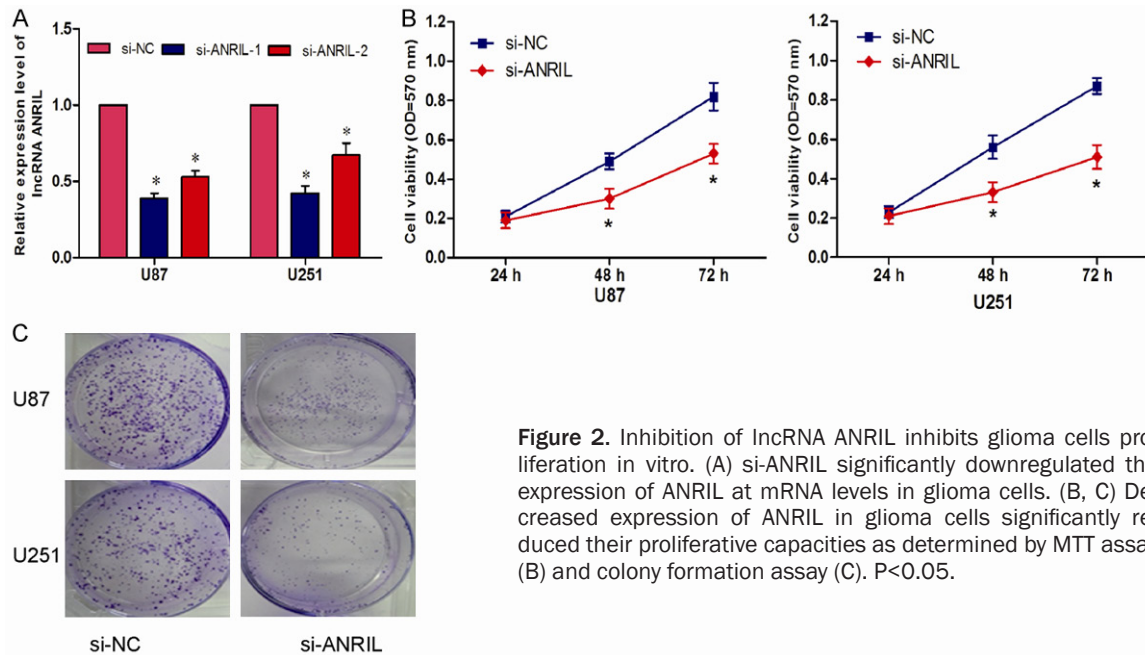 A
Relative expression level of
lncRNA ANRIL
1.5
1.0
0.5
0.0
si-NC si-ANRIL-1 si-ANRIL-2
* * * *
U87 U251
B
Cell viability (OD=570 nm)
1.2
1.0
0.8
0.6
0.4
0.2
0.0
si-NC
si-ANRIL
* *
24 h 48 h 72 h
U87
Cell viability (OD=570 nm)
1.2
1.0
0.8
0.6
0.4
0.2
0.0
si-NC
si-ANRIL
* *
24 h 48 h 72 h
U251
C
U87
U251
si-NC si-ANRIL
Figure 2. Inhibition of lncRNA ANRIL inhibits glioma cells pro
liferation in vitro. (A) si-ANRIL significantly downregulated th
expression of ANRIL at mRNA levels in glioma cells. (B, C) De
creased expression of ANRIL in glioma cells significantly re
duced their proliferative capacities as determined by MTT assa
(B) and colony formation assay (C). P<0.05.